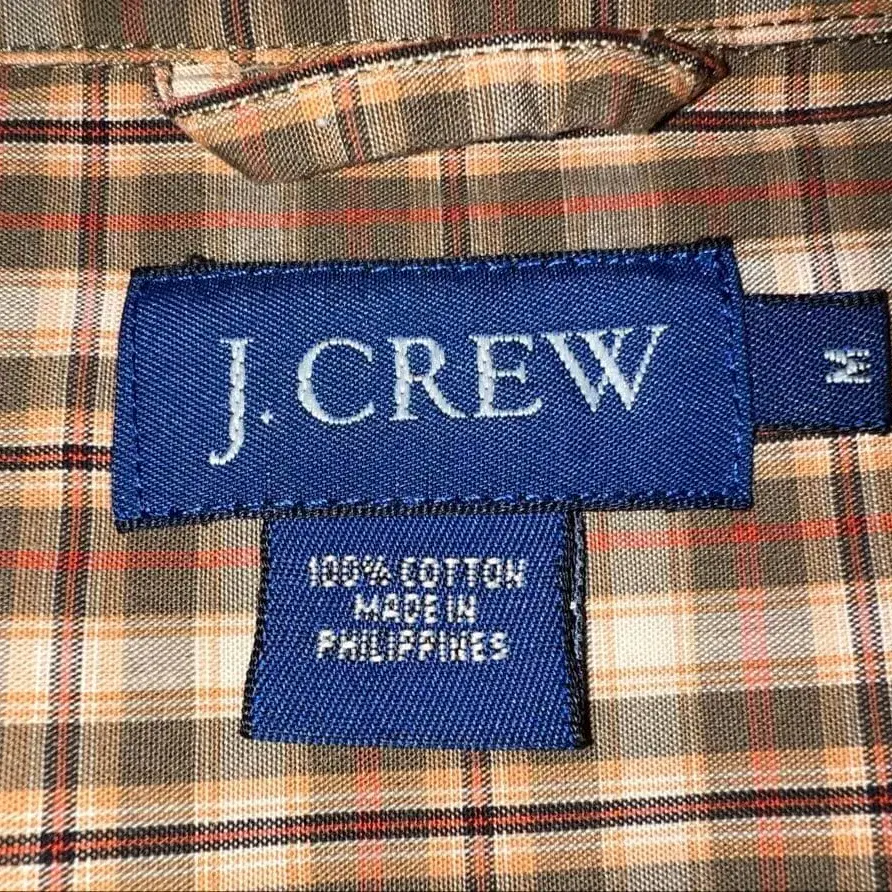 J.CREW
M
100% COTTON
MADE IN
PHILIPPINES